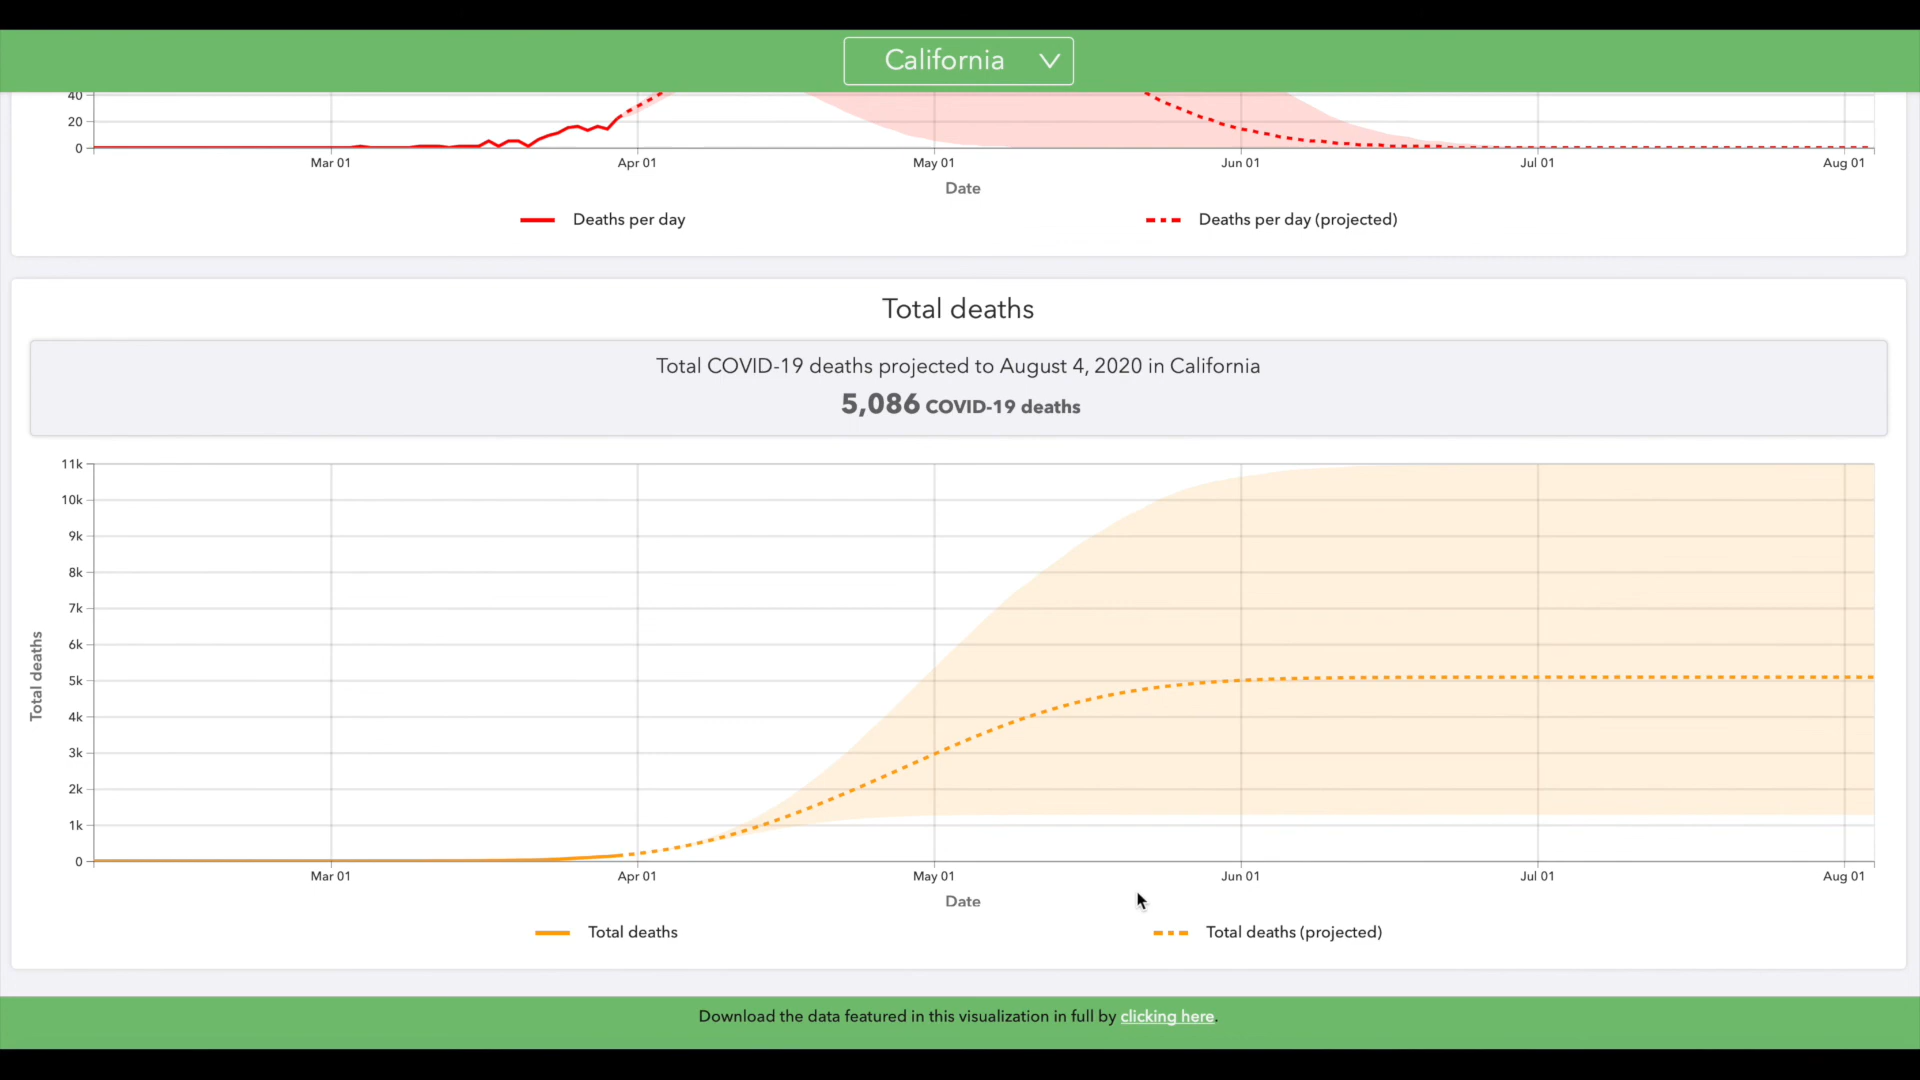 California
40
20
0
Mar 01 Apr 01 May 01 Jun 01 Jul 01 Aug 01
Date
Deaths per day Deaths per day (projected)
Total deaths
Total COVID-19 deaths projected to August 4, 2020 in California
5,086 COVID-19 deaths
11k
10k
9k
8k
7k
6k
5k
4k
3k
2k
1k
0
Total deaths
Mar 01 Apr 01 May 01 Jun 01 Jul 01 Aug 01
Date
Total deaths Total deaths (projected)
Download the data featured in this visualization in full by clicking here.